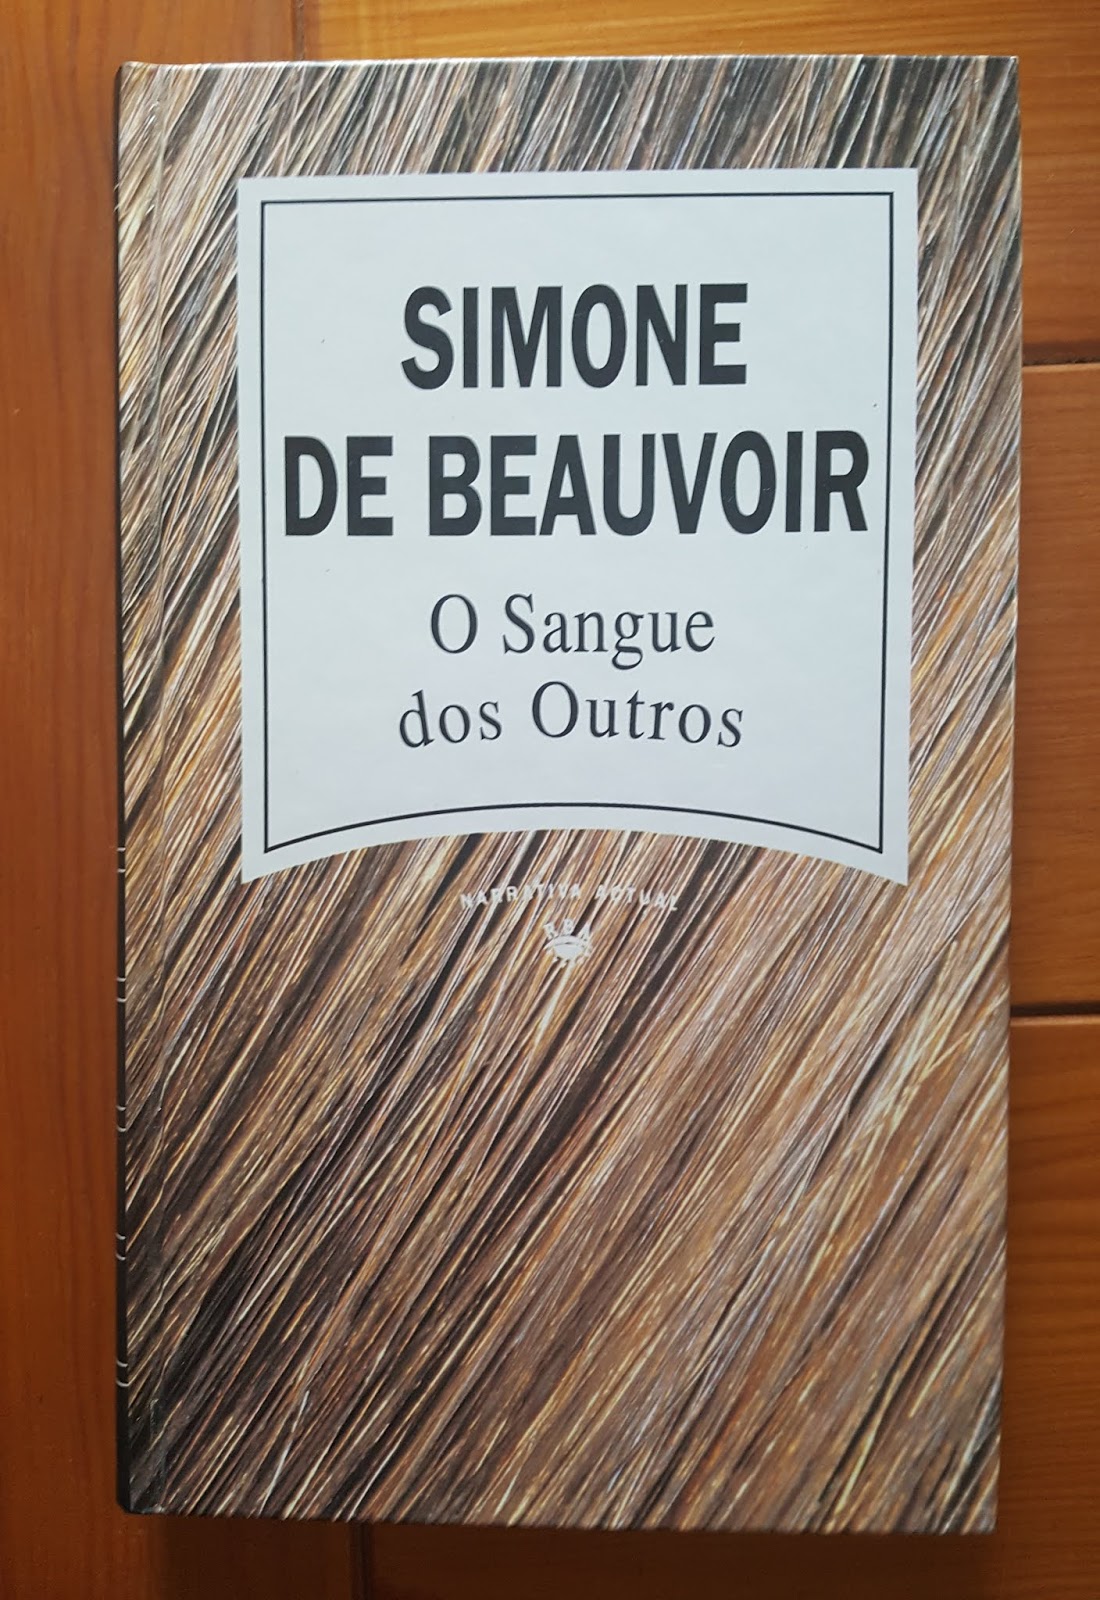 SIMONE
DE BEAUVOIR
O Sangue
dos Outros
NARRATIVA ACTUAL
RBA